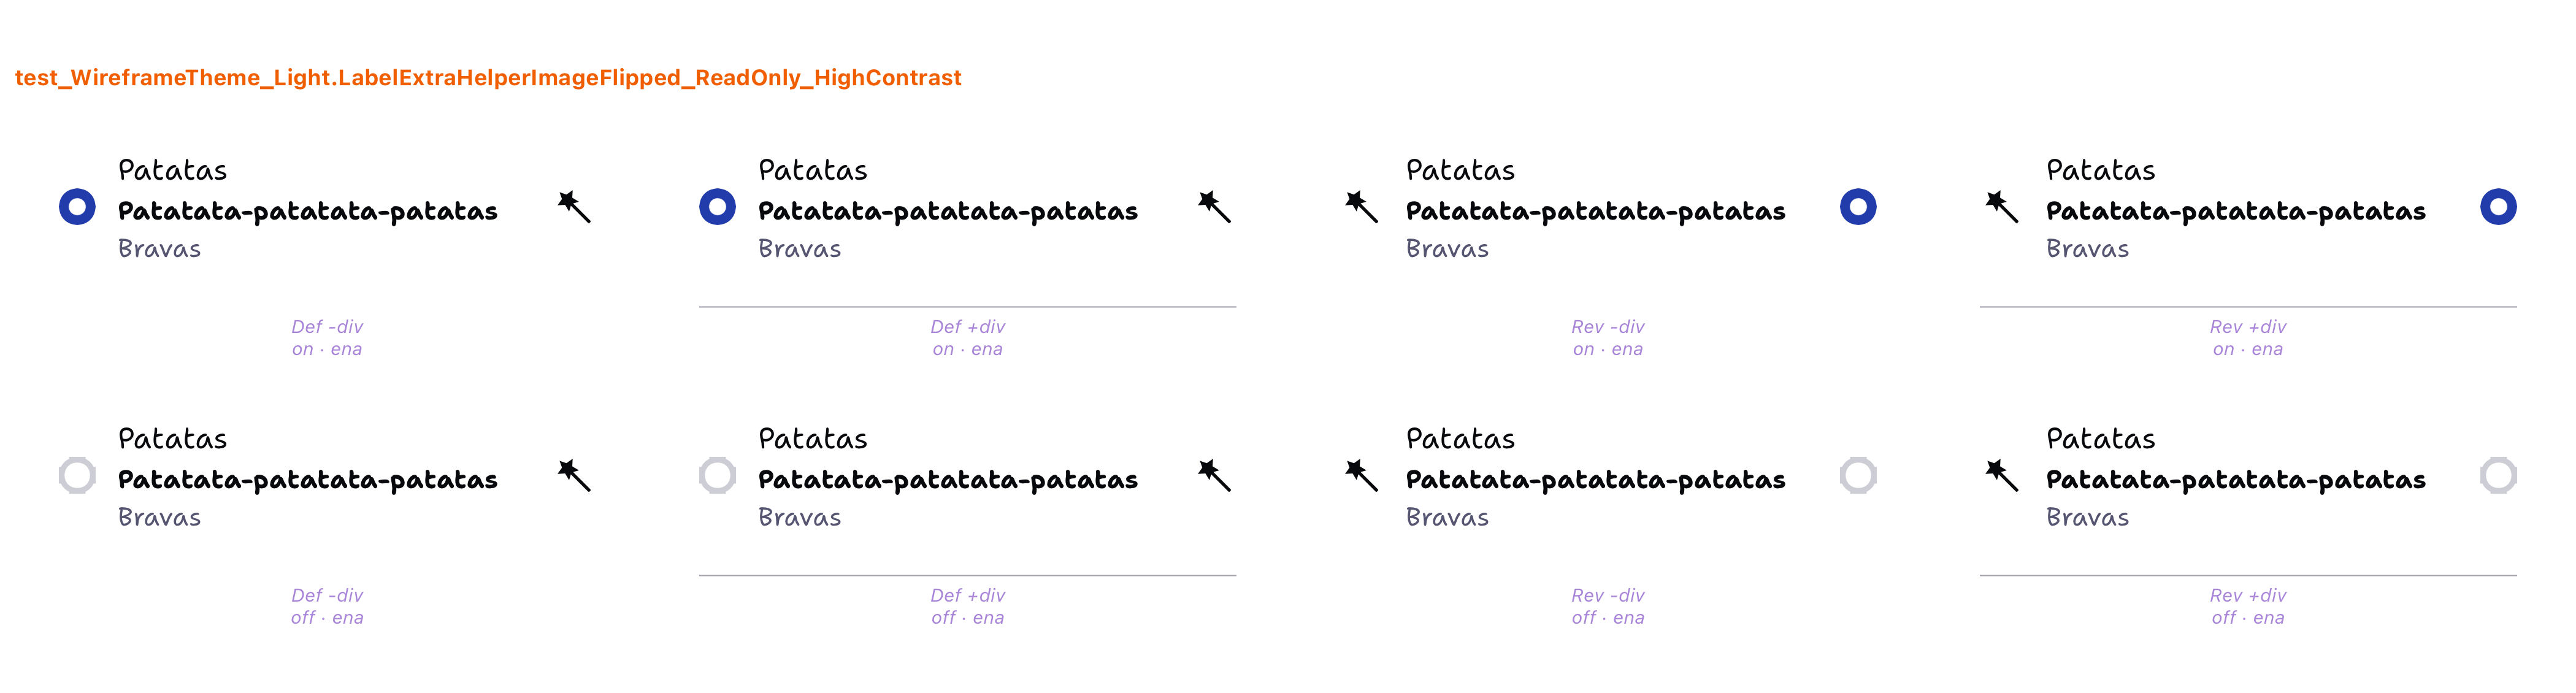 test_WireframeTheme_Light.LabelExtraHelperImageFlipped_ReadOnly_HighContrast
Patatas
Patatata-patatata-patatas
Bravas
Def -div
on · ena
Patatas
Patatata-patatata-patatas
Bravas
Def +div
on · ena
Patatas
Patatata-patatata-patatas
Bravas
Rev -div
on · ena
Patatas
Patatata-patatata-patatas
Bravas
Rev +div
on · ena
Patatas
Patatata-patatata-patatas
Bravas
Def -div
off · ena
Patatas
Patatata-patatata-patatas
Bravas
Def +div
off · ena
Patatas
Patatata-patatata-patatas
Bravas
Rev -div
off · ena
Patatas
Patatata-patatata-patatas
Bravas
Rev +div
off · ena